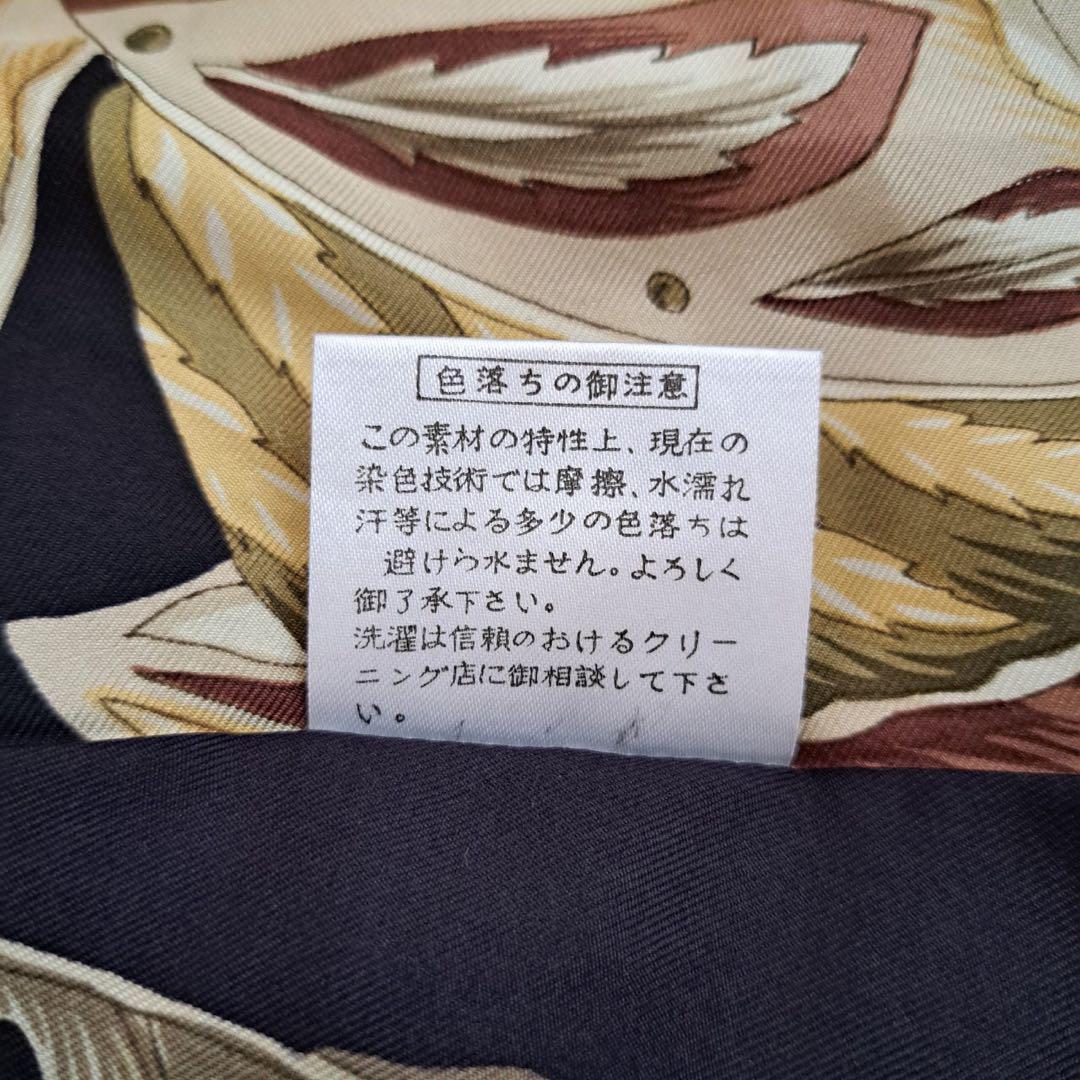 色落ちの御注意
この素材の特性上、現在の
染色技術では摩擦、水濡れ
汗等による多少の色落ちは
避けら水ません。よろしく
御了承下さい。
洗濯は信頼のおけるクリー
ニング店に御相談して下さ
い。